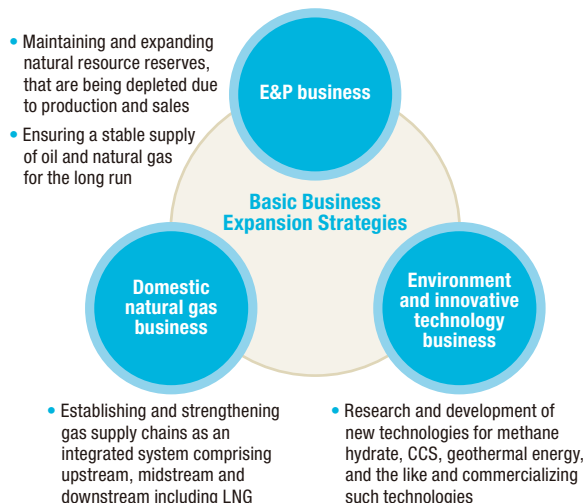 • Maintaining and expanding
natural resource reserves,
that are being depleted due
to production and sales
• Ensuring a stable supply
of oil and natural gas
for the long run
E&P business
Basic Business
Expansion Strategies
Domestic
natural gas
business
Environment
and innovative
technology
business
• Establishing and strengthening
gas supply chains as an
integrated system comprising
upstream, midstream and
downstream including LNG
• Research and development of
new technologies for methane
hydrate, CCS, geothermal energy,
and the like and commercializing
such technologies